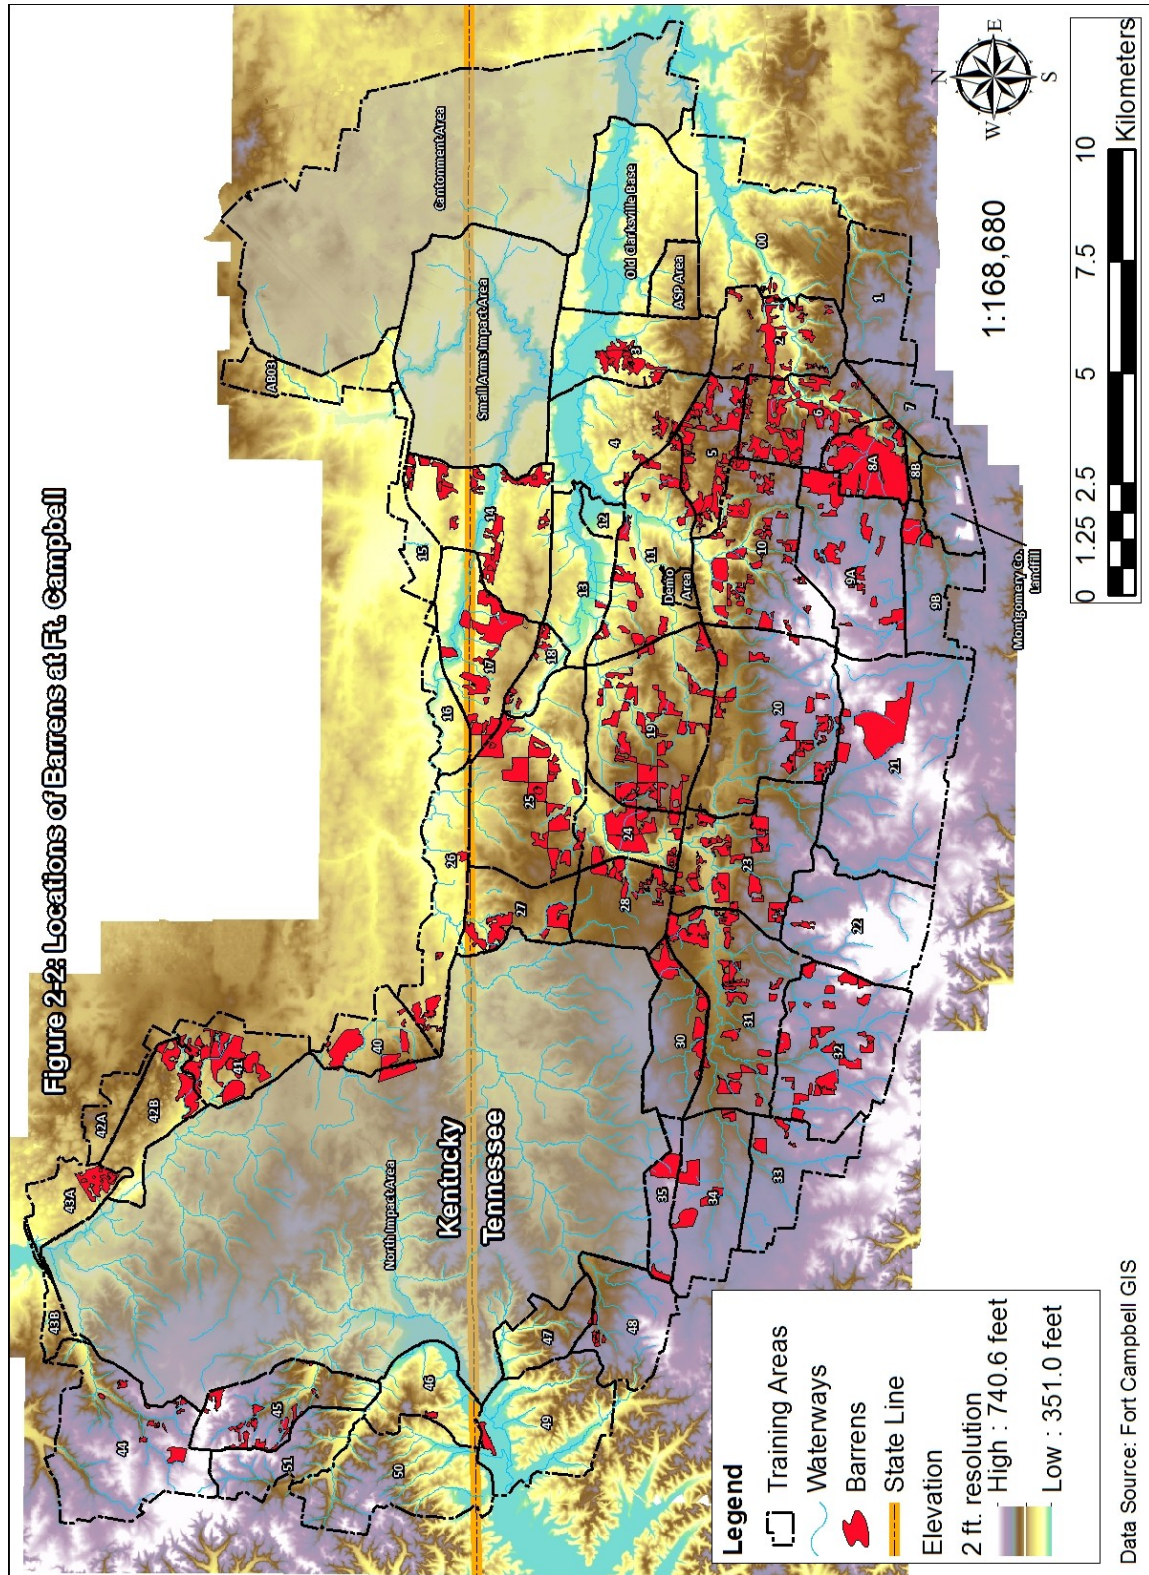 Figure 2-2: Locations of Barrens at Ft. Campbell
43B
43A
42A
42B
41
40
44
45
51
46
50
North Impact Area
Kentucky
Tennessee
AB03
Cantonment Area
Small Arms Impact Area
Old Clarksville Base
ASP Area
00
15
14
16
17
18
13
12
26
25
27
28
24
19
11
Demo
Area
4
3
5
2
1
6
7
8A
8B
10
9A
9B
Montgomery Co.
Landfill
20
21
22
23
30
31
32
33
34
35
47
48
49
N
E
S
W
1:168,680
0 1.25 2.5 5 7.5 10
Kilometers
Legend
Training Areas
Waterways
Barrens
State Line
Elevation
2 ft. resolution
High : 740.6 feet
Low : 351.0 feet
Data Source: Fort Campbell GIS